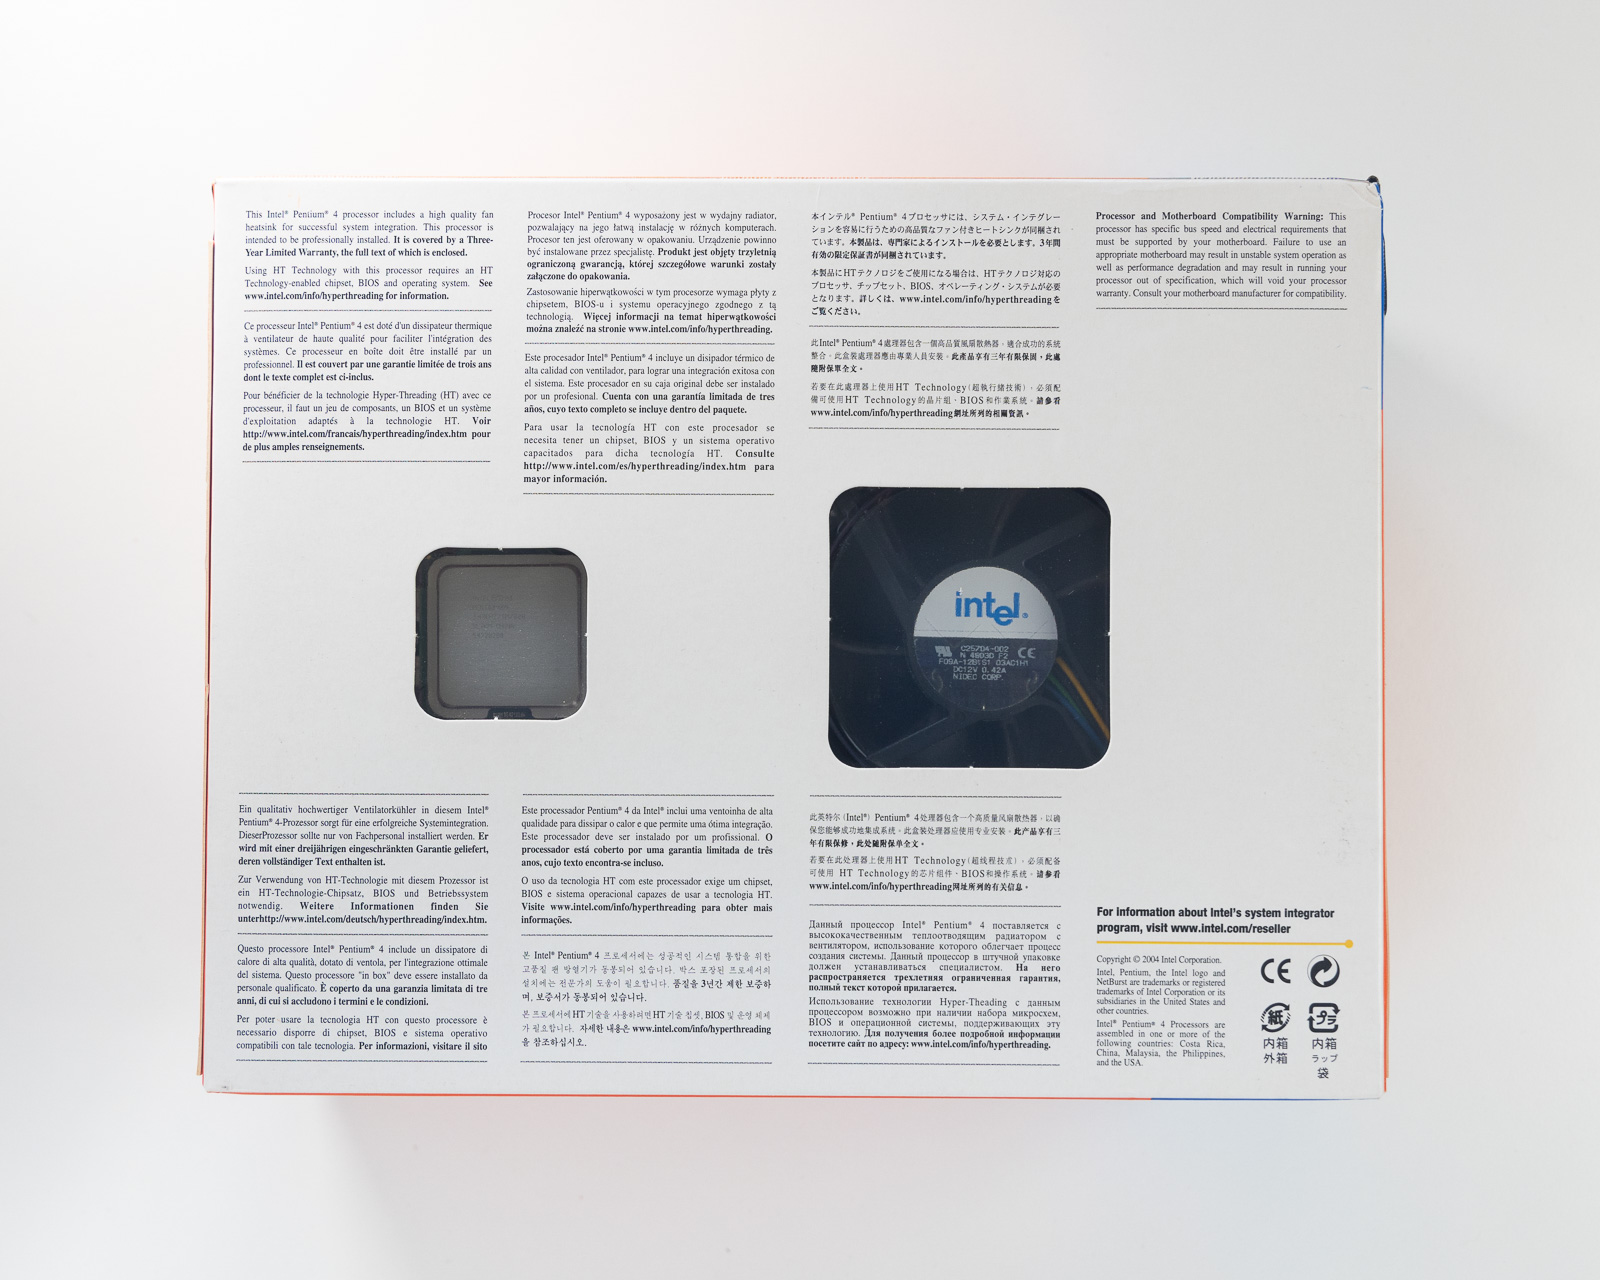 This Intel® Pentium® 4 processor includes a high quality fan
heatsink for successful system integration. This processor is
intended to be professionally installed. It is covered by a Three-
Year Limited Warranty, the full text of which is enclosed.
Using HT Technology with this processor requires an HT
Technology-enabled chipset, BIOS and operating system. See
www.intel.com/info/hyperthreading for information.
Ce processeur Intel® Pentium® 4 est doté d'un dissipateur thermique
à ventilateur de haute qualité pour faciliter l'intégration des
systèmes. Ce processeur en boîte doit être installé par un
professionnel. Il est couvert par une garantie limitée de trois ans
dont le texte complet est ci-inclus.
Pour bénéficier de la technologie Hyper-Threading (HT) avec ce
processeur, il faut un jeu de composants, un BIOS et un système
d'exploitation adaptés à la technologie HT. Voir
http://www.intel.com/francais/hyperthreading/index.htm pour
de plus amples renseignements.
Procesor Intel® Pentium® 4 wyposażony jest w wydajny radiator,
pozwalający na jego łatwą instalację w różnych komputerach.
Procesor ten jest oferowany w opakowaniu. Urządzenie powinno
być instalowane przez specjalistę. Produkt jest objęty trzyletnią
ograniczoną gwarancją, której szczegółowe warunki zostały
załączone do opakowania.
Zastosowanie hiperwątkowości w tym procesorze wymaga płyty z
chipsetem, BIOS-u i systemu operacyjnego zgodnego z tą
technologią. Więcej informacji na temat hiperwątkowości
można znaleźć na stronie www.intel.com/info/hyperthreading.
Este procesador Intel® Pentium® 4 incluye un disipador térmico de
alta calidad con ventilador, para lograr una integración exitosa con
el sistema. Este procesador en su caja original debe ser instalado
por un profesional. Cuenta con una garantía limitada de tres
años, cuyo texto completo se incluye dentro del paquete.
Para usar la tecnología HT con este procesador se
necesita tener un chipset, BIOS y un sistema operativo
capacitados para dicha tecnología HT. Consulte
http://www.intel.com/es/hyperthreading/index.htm para
mayor información.
本インテル® Pentium® 4プロセッサには、システム・インテグレー
ションを容易に行うための高品質なファン付きヒートシンクが同梱され
ています。本製品は、専門家によるインストールを必要とします。3年間
有効の限定保証書が同梱されています。
本製品にHTテクノロジをご使用になる場合は、HTテクノロジ対応の
プロセッサ、チップセット、BIOS、オペレーティング・システムが必要
となります。詳しくは、www.intel.com/info/hyperthreadingを
ご覧ください。
此Intel® Pentium® 4處理器包含一個高品質風扇散熱器，適合成功的系統
整合。此盒裝處理器應由專業人員安裝。此產品享有三年有限保固，此處
隨附保單全文。
若要在此處理器上使用HT Technology(超執行緒技術)，必須配
備可使用HT Technology的晶片組、BIOS和作業系統。請參看
www.intel.com/info/hyperthreading網址所列的相關資訊。
Processor and Motherboard Compatibility Warning: This
processor has specific bus speed and electrical requirements that
must be supported by your motherboard. Failure to use an
appropriate motherboard may result in unstable system operation as
well as performance degradation and may result in running your
processor out of specification, which will void your processor
warranty. Consult your motherboard manufacturer for compatibility.
intel®
C25704-002
N 4803D F2 CE
F09A-12B1S1 03AC1H1
DC12V 0.42A
NIDEC CORP.
Ein qualitativ hochwertiger Ventilatorkühler in diesem Intel®
Pentium® 4-Prozessor sorgt für eine erfolgreiche Systemintegration.
DieserProzessor sollte nur von Fachpersonal installiert werden. Er
wird mit einer dreijährigen eingeschränkten Garantie geliefert,
deren vollständiger Text enthalten ist.
Zur Verwendung von HT-Technologie mit diesem Prozessor ist
ein HT-Technologie-Chipsatz, BIOS und Betriebssystem
notwendig. Weitere Informationen finden Sie
unterhttp://www.intel.com/deutsch/hyperthreading/index.htm.
Questo processore Intel® Pentium® 4 include un dissipatore di
calore di alta qualità, dotato di ventola, per l'integrazione ottimale
del sistema. Questo processore "in box" deve essere installato da
personale qualificato. È coperto da una garanzia limitata di tre
anni, di cui si accludono i termini e le condizioni.
Per poter usare la tecnologia HT con questo processore è
necessario disporre di chipset, BIOS e sistema operativo
compatibili con tale tecnologia. Per informazioni, visitare il sito
Este processador Pentium® 4 da Intel® inclui uma ventoinha de alta
qualidade para dissipar o calor e que permite uma ótima integração.
Este processador deve ser instalado por um profissional. O
processador está coberto por uma garantia limitada de três
anos, cujo texto encontra-se incluso.
O uso da tecnologia HT com este processador exige um chipset,
BIOS e sistema operacional capazes de usar a tecnologia HT.
Visite www.intel.com/info/hyperthreading para obter mais
informações.
본 Intel® Pentium® 4 프로세서에는 성공적인 시스템 통합을 위한
고품질 팬 방열기가 동봉되어 있습니다. 박스 포장된 프로세서의
설치에는 전문가의 도움이 필요합니다. 품질을 3년간 제한 보증하
며, 보증서가 동봉되어 있습니다.
본 프로세서에 HT 기술을 사용하려면 HT 기술 칩셋, BIOS 및 운영 체제
가 필요합니다. 자세한 내용은 www.intel.com/info/hyperthreading
을 참조하십시오.
此英特尔 (Intel®) Pentium® 4处理器包含一个高质量风扇散热器，以确
保您能够成功地集成系统。此盒装处理器应使用专业安装。此产品享有三
年有限保修，此处随附保单全文。
若要在此处理器上使用HT Technology(超线程技术)，必须配备
可使用 HT Technology的芯片组件、BIOS和操作系统。请参看
www.intel.com/info/hyperthreading网址所列的有关信息。
Данный процессор Intel® Pentium® 4 поставляется с
высококачественным теплоотводящим радиатором с
вентилятором, использование которого облегчает процесс
создания системы. Данный процессор в штучной упаковке
должен устанавливаться специалистом. На него
распространяется трехлетняя ограниченная гарантия,
полный текст которой прилагается.
Использование технологии Hyper-Theading с данным
процессором возможно при наличии набора микросхем,
BIOS и операционной системы, поддерживающих эту
технологию. Для получения более подробной информации
посетите сайт по адресу: www.intel.com/info/hyperthreading.
For information about Intel's system integrator
program, visit www.intel.com/reseller
Copyright © 2004 Intel Corporation.
Intel, Pentium, the Intel logo and
NetBurst are trademarks or registered
trademarks of Intel Corporation or its
subsidiaries in the United States and
other countries.
Intel® Pentium® 4 Processors are
assembled in one or more of the
following countries: Costa Rica,
China, Malaysia, the Philippines,
and the USA.
CE
紙 プラ
内箱 内箱
外箱 ラップ
袋